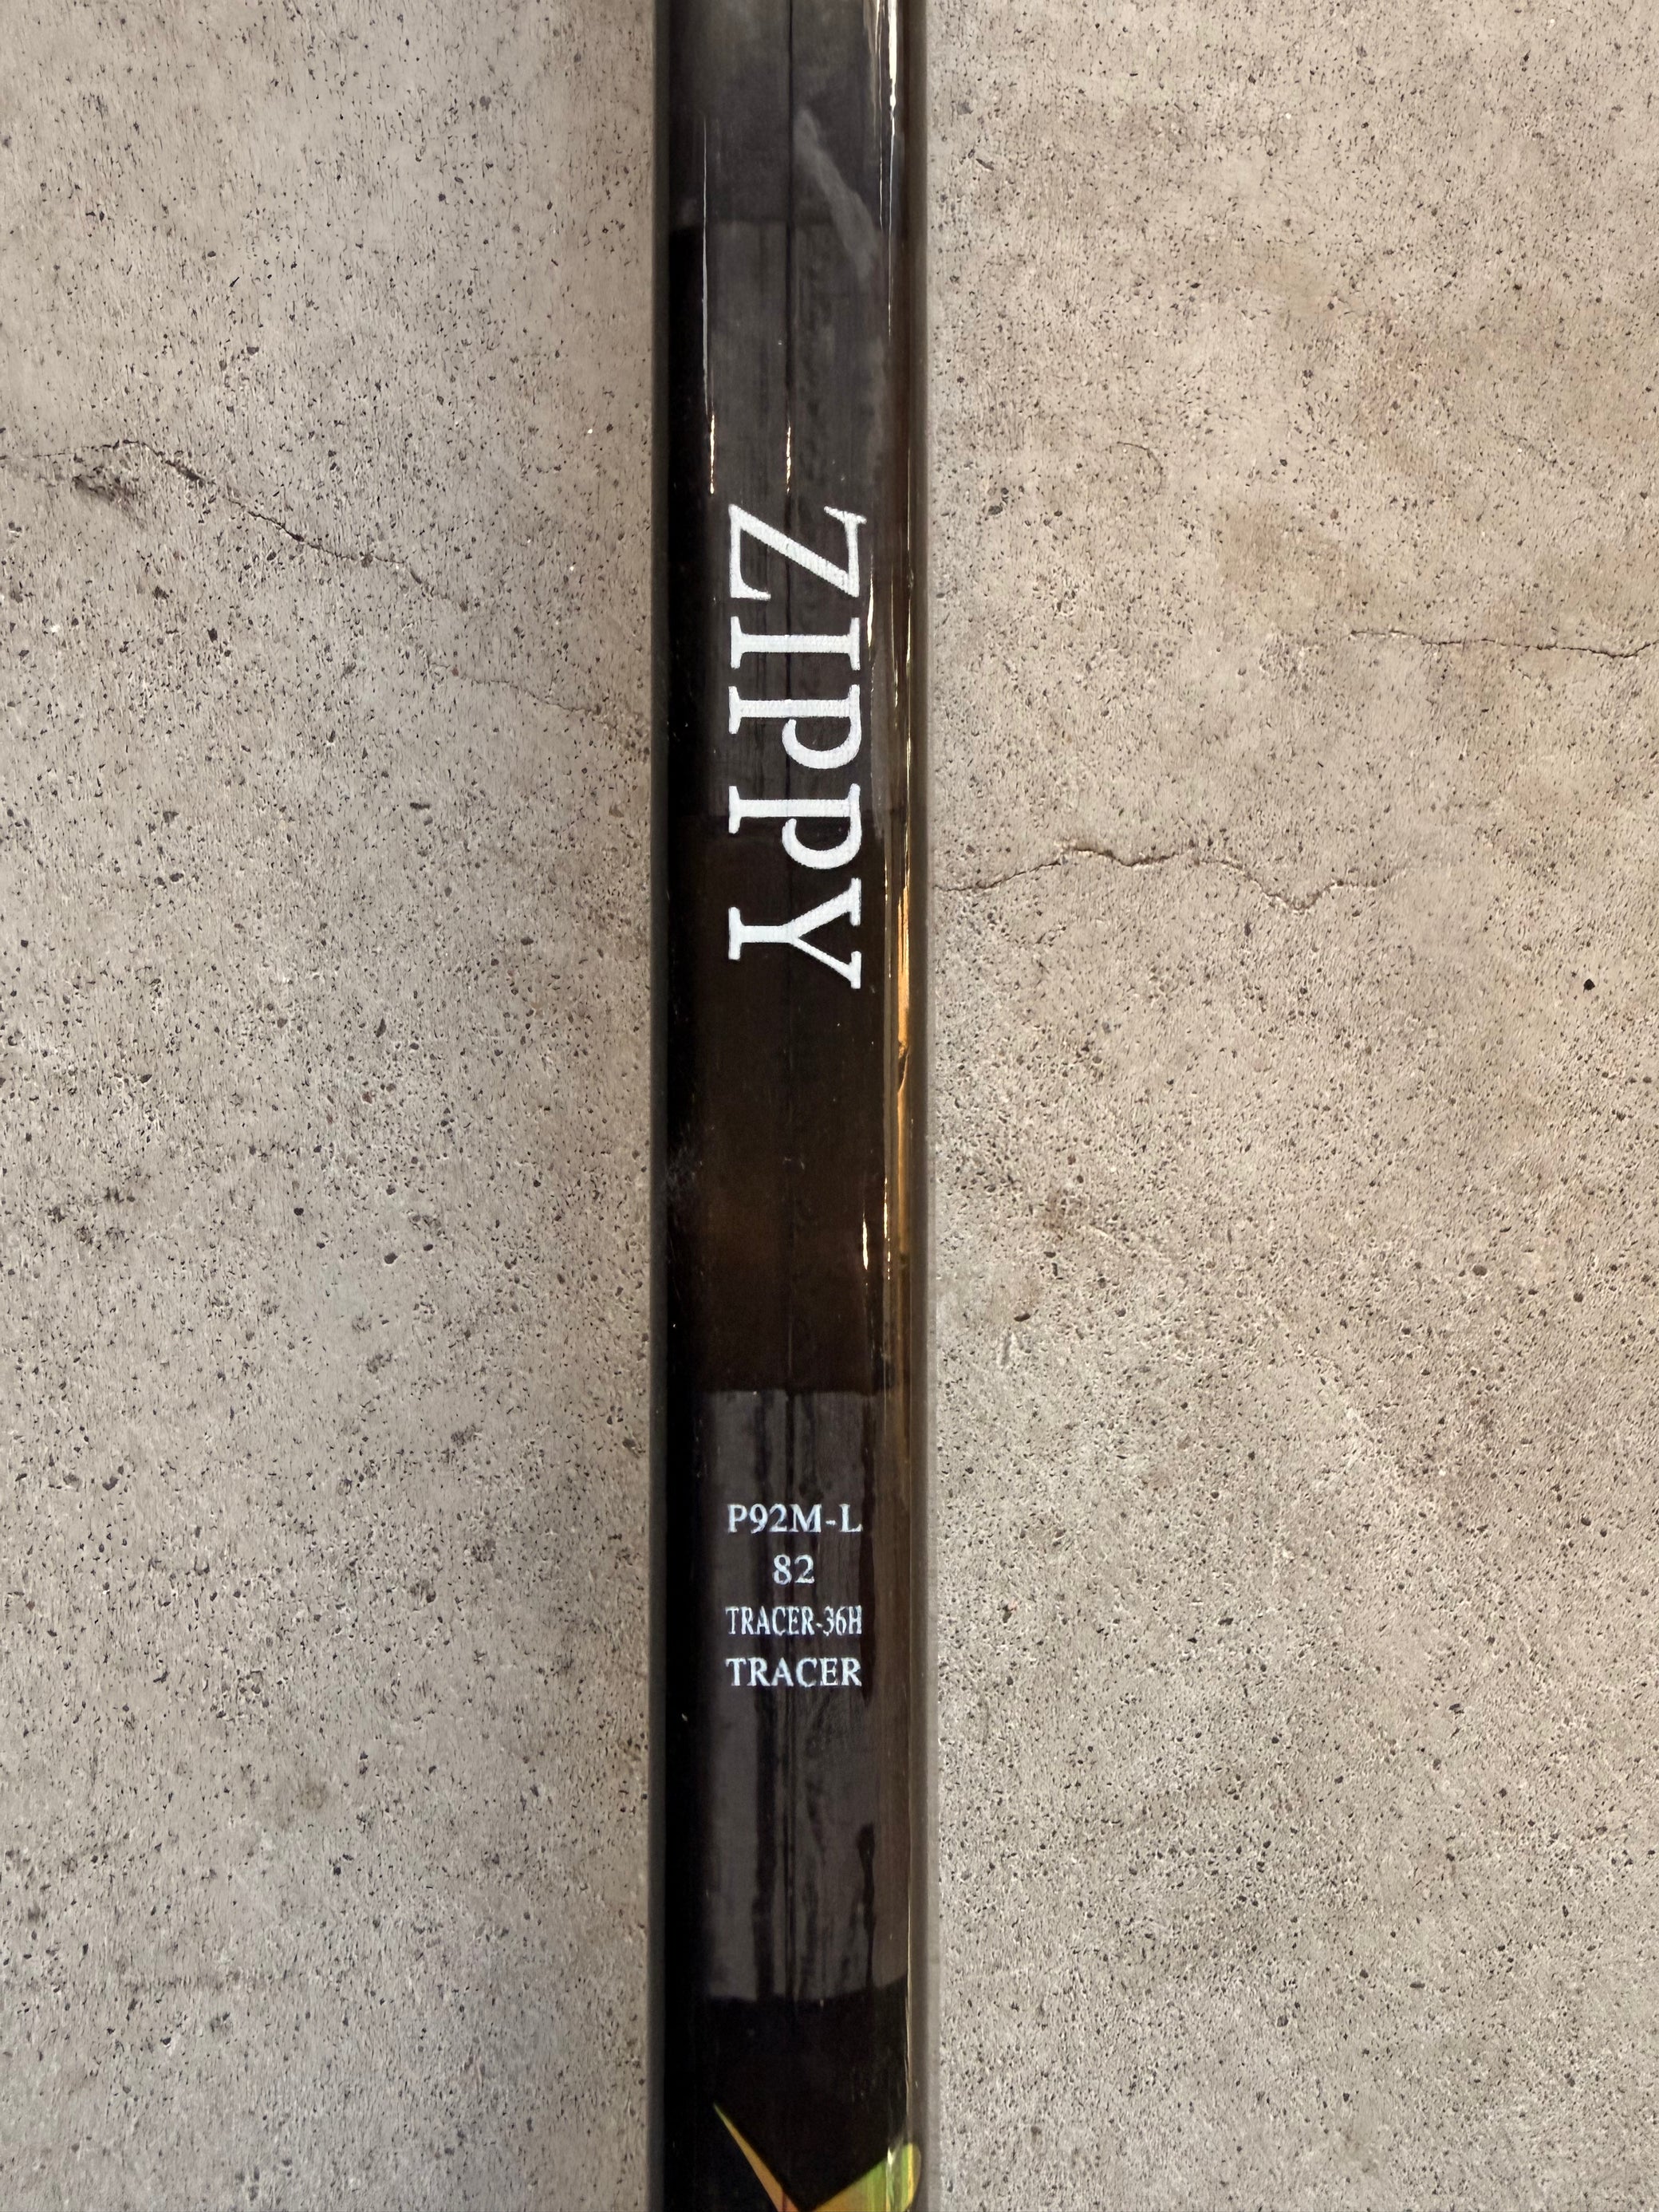 ZIPPY
P92M-L
82
TRACER-36H
TRACER